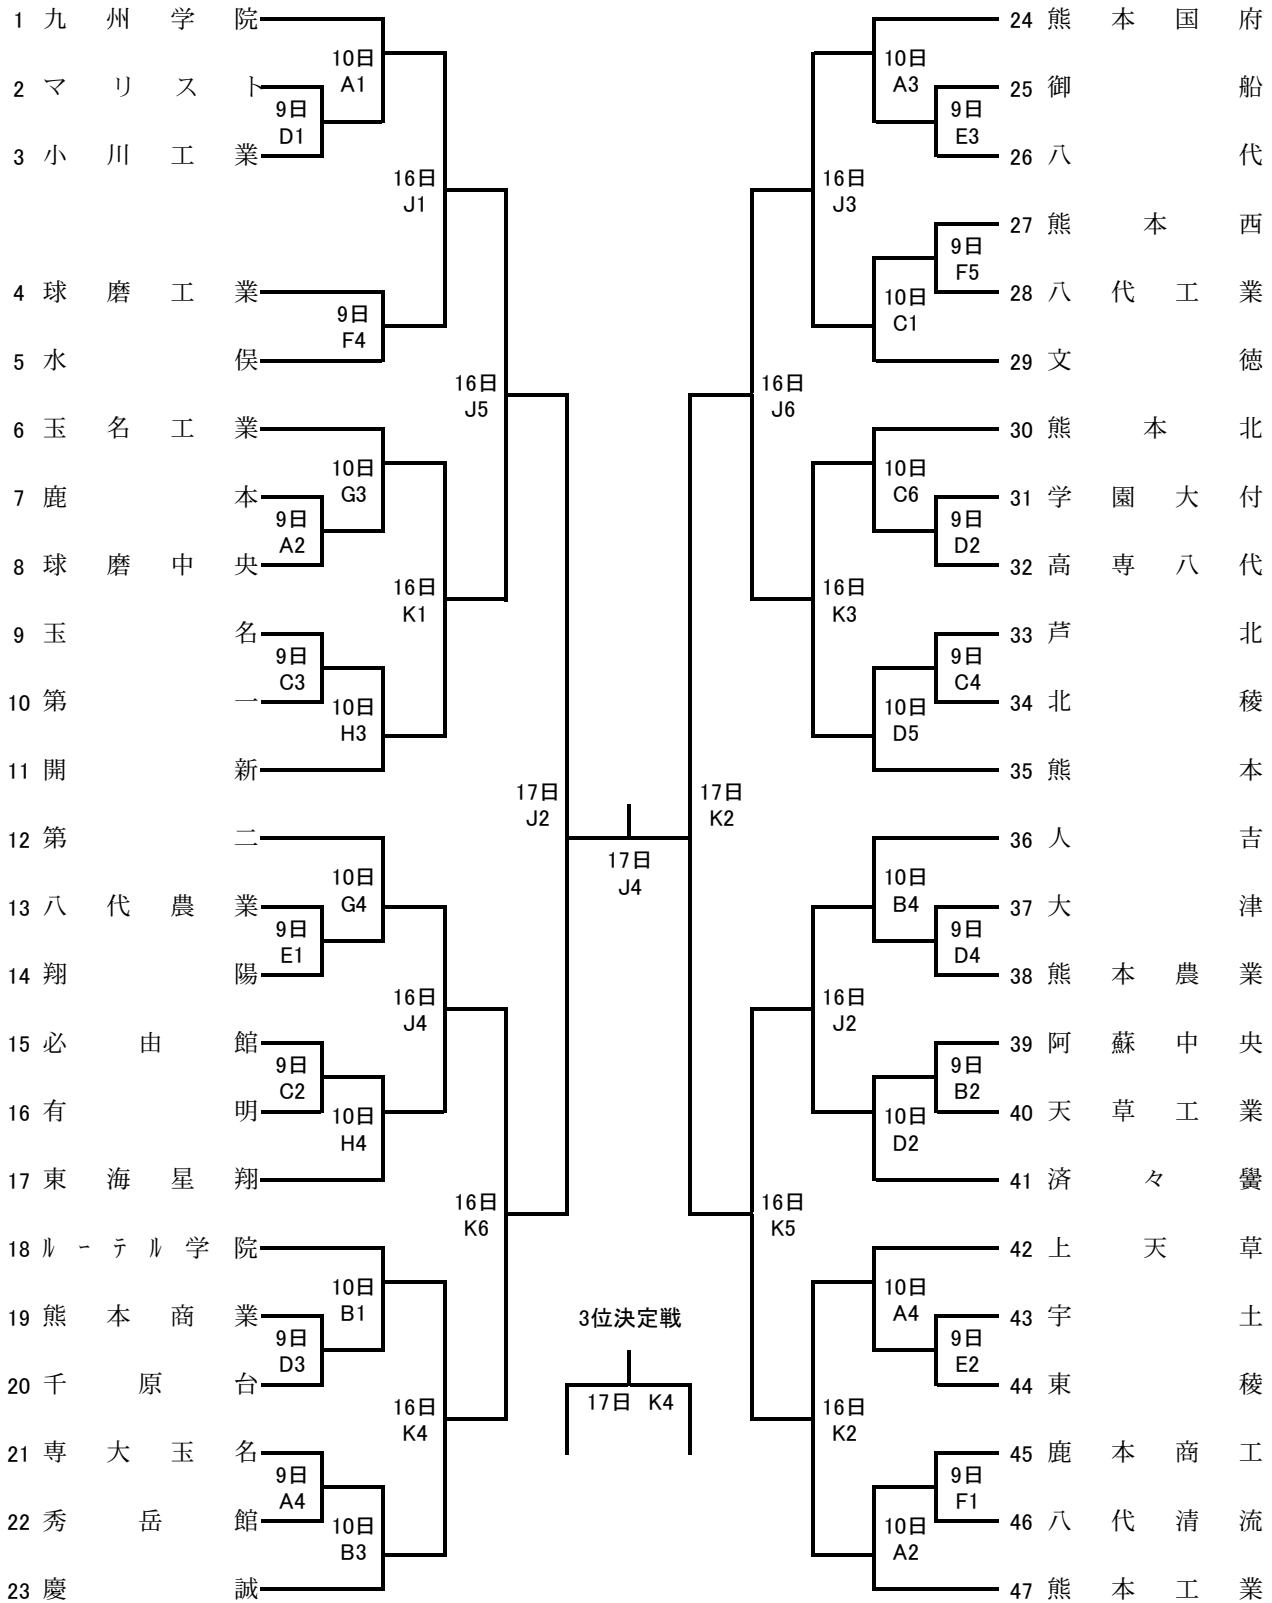 1 九州学院
10日
A1
2 マリスト
9日
D1
3 小川工業
16日
J1
4 球磨工業
9日
F4
5 水俣
16日
J5
6 玉名工業
10日
G3
7 鹿本
9日
A2
8 球磨中央
16日
K1
9 玉名
9日
C3
10 第一
10日
H3
11 開新
17日
J2
12 第二
10日
G4
13 八代農業
9日
E1
14 翔陽
16日
J4
15 必由館
9日
C2
16 有明
10日
H4
17 東海星翔
16日
K6
18 ルーテル学院
10日
B1
19 熊本商業
9日
D3
20 千原台
16日
K4
21 専大玉名
9日
A4
22 秀岳館
10日
B3
23 慶誠
17日
J4
3位決定戦
17日 K4
24 熊本国府
10日
A3
25 御船
9日
E3
26 八代
16日
J3
27 熊本西
9日
F5
28 八代工業
10日
C1
29 文徳
16日
J6
30 熊本北
10日
C6
31 学園大付
9日
D2
32 高専八代
16日
K3
33 芦北
9日
C4
34 北稜
10日
D5
35 熊本
17日
K2
36 人吉
10日
B4
37 大津
9日
D4
38 熊本農業
16日
J2
39 阿蘇中央
9日
B2
40 天草工業
10日
D2
41 済々黌
16日
K5
42 上天草
10日
A4
43 宇土
9日
E2
44 東稜
16日
K2
45 鹿本商工
9日
F1
46 八代清流
10日
A2
47 熊本工業